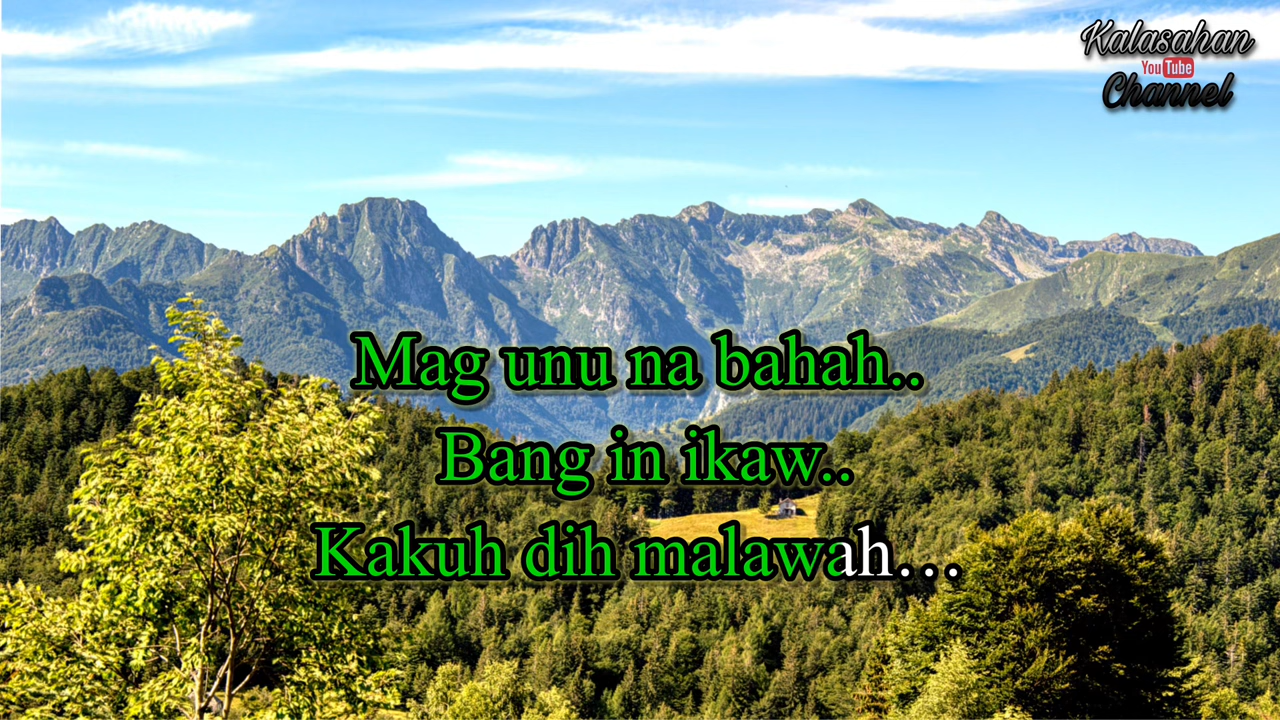 Kalasahan
YouTube
Channel
Mag unu na bahah..
Bang in ikaw..
Kakuh dih malawah...